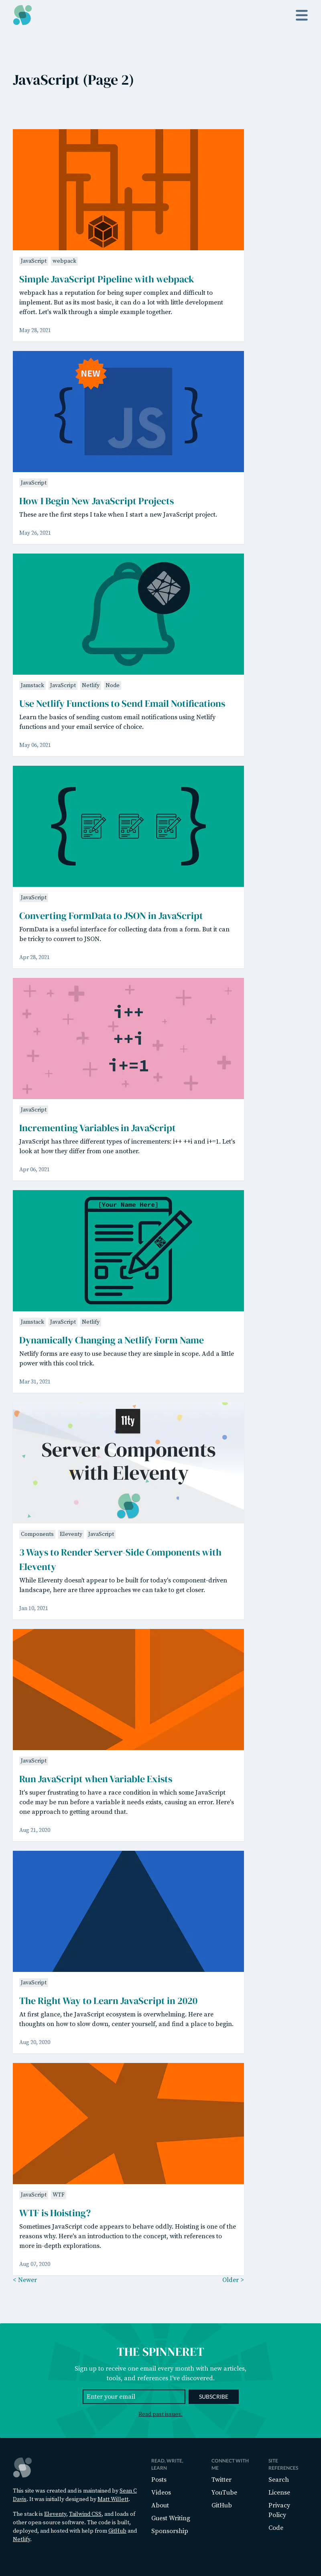 JavaScript (Page 2)
JavaScript webpack
Simple JavaScript Pipeline with webpack
webpack has a reputation for being super complex and difficult to
implement. But as its most basic, it can do a lot with little development
effort. Let's walk through a simple example together.
May 28, 2021
NEW
{ JS }
JavaScript
How I Begin New JavaScript Projects
These are the first steps I take when I start a new JavaScript project.
May 26, 2021
Jamstack JavaScript Netlify Node
Use Netlify Functions to Send Email Notifications
Learn the basics of sending custom email notifications using Netlify
functions and your email service of choice.
May 06, 2021
{ }
JavaScript
Converting FormData to JSON in JavaScript
FormData is a useful interface for collecting data from a form. But it can
be tricky to convert to JSON.
Apr 28, 2021
i++
++i
i+=1
JavaScript
Incrementing Variables in JavaScript
JavaScript has three different types of incrementers: i++ ++i and i+=1. Let's
look at how they differ from one another.
Apr 06, 2021
[Your Name Here]
Jamstack JavaScript Netlify
Dynamically Changing a Netlify Form Name
Netlify forms are easy to use because they are simple in scope. Add a little
power with this cool trick.
Mar 31, 2021
11ty
Server Components
with Eleventy
Components Eleventy JavaScript
3 Ways to Render Server-Side Components with
Eleventy
While Eleventy doesn't appear to be built for today's component-driven
landscape, here are three approaches we can take to get closer.
Jan 10, 2021
JavaScript
Run JavaScript when Variable Exists
It's super frustrating to have a race condition in which some JavaScript
code may be run before a variable it needs exists, causing an error. Here's
one approach to getting around that.
Aug 21, 2020
JavaScript
The Right Way to Learn JavaScript in 2020
At first glance, the JavaScript ecosystem is overwhelming. Here are
thoughts on how to slow down, center yourself, and find a place to begin.
Aug 20, 2020
JavaScript WTF
WTF is Hoisting?
Sometimes JavaScript code appears to behave oddly. Hoisting is one of the
reasons why. Here's an introduction to the concept, with references to
more in-depth explorations.
Aug 07, 2020
< Newer Older >
THE SPINNERET
Sign up to receive one email every month with new articles,
tools, and references I've discovered.
Enter your email SUBSCRIBE
Read past issues.
This site was created and is maintained by Sean C
Davis. It was initially designed by Matt Willett.
The stack is Eleventy, Tailwind CSS, and loads of
other open source software. The code is built,
deployed, and hosted with help from GitHub and
Netlify.
READ, WRITE,
LEARN
Posts
Videos
About
Guest Writing
Sponsorship
CONNECT WITH
ME
Twitter
YouTube
GitHub
SITE
REFERENCES
Search
License
Privacy
Policy
Code